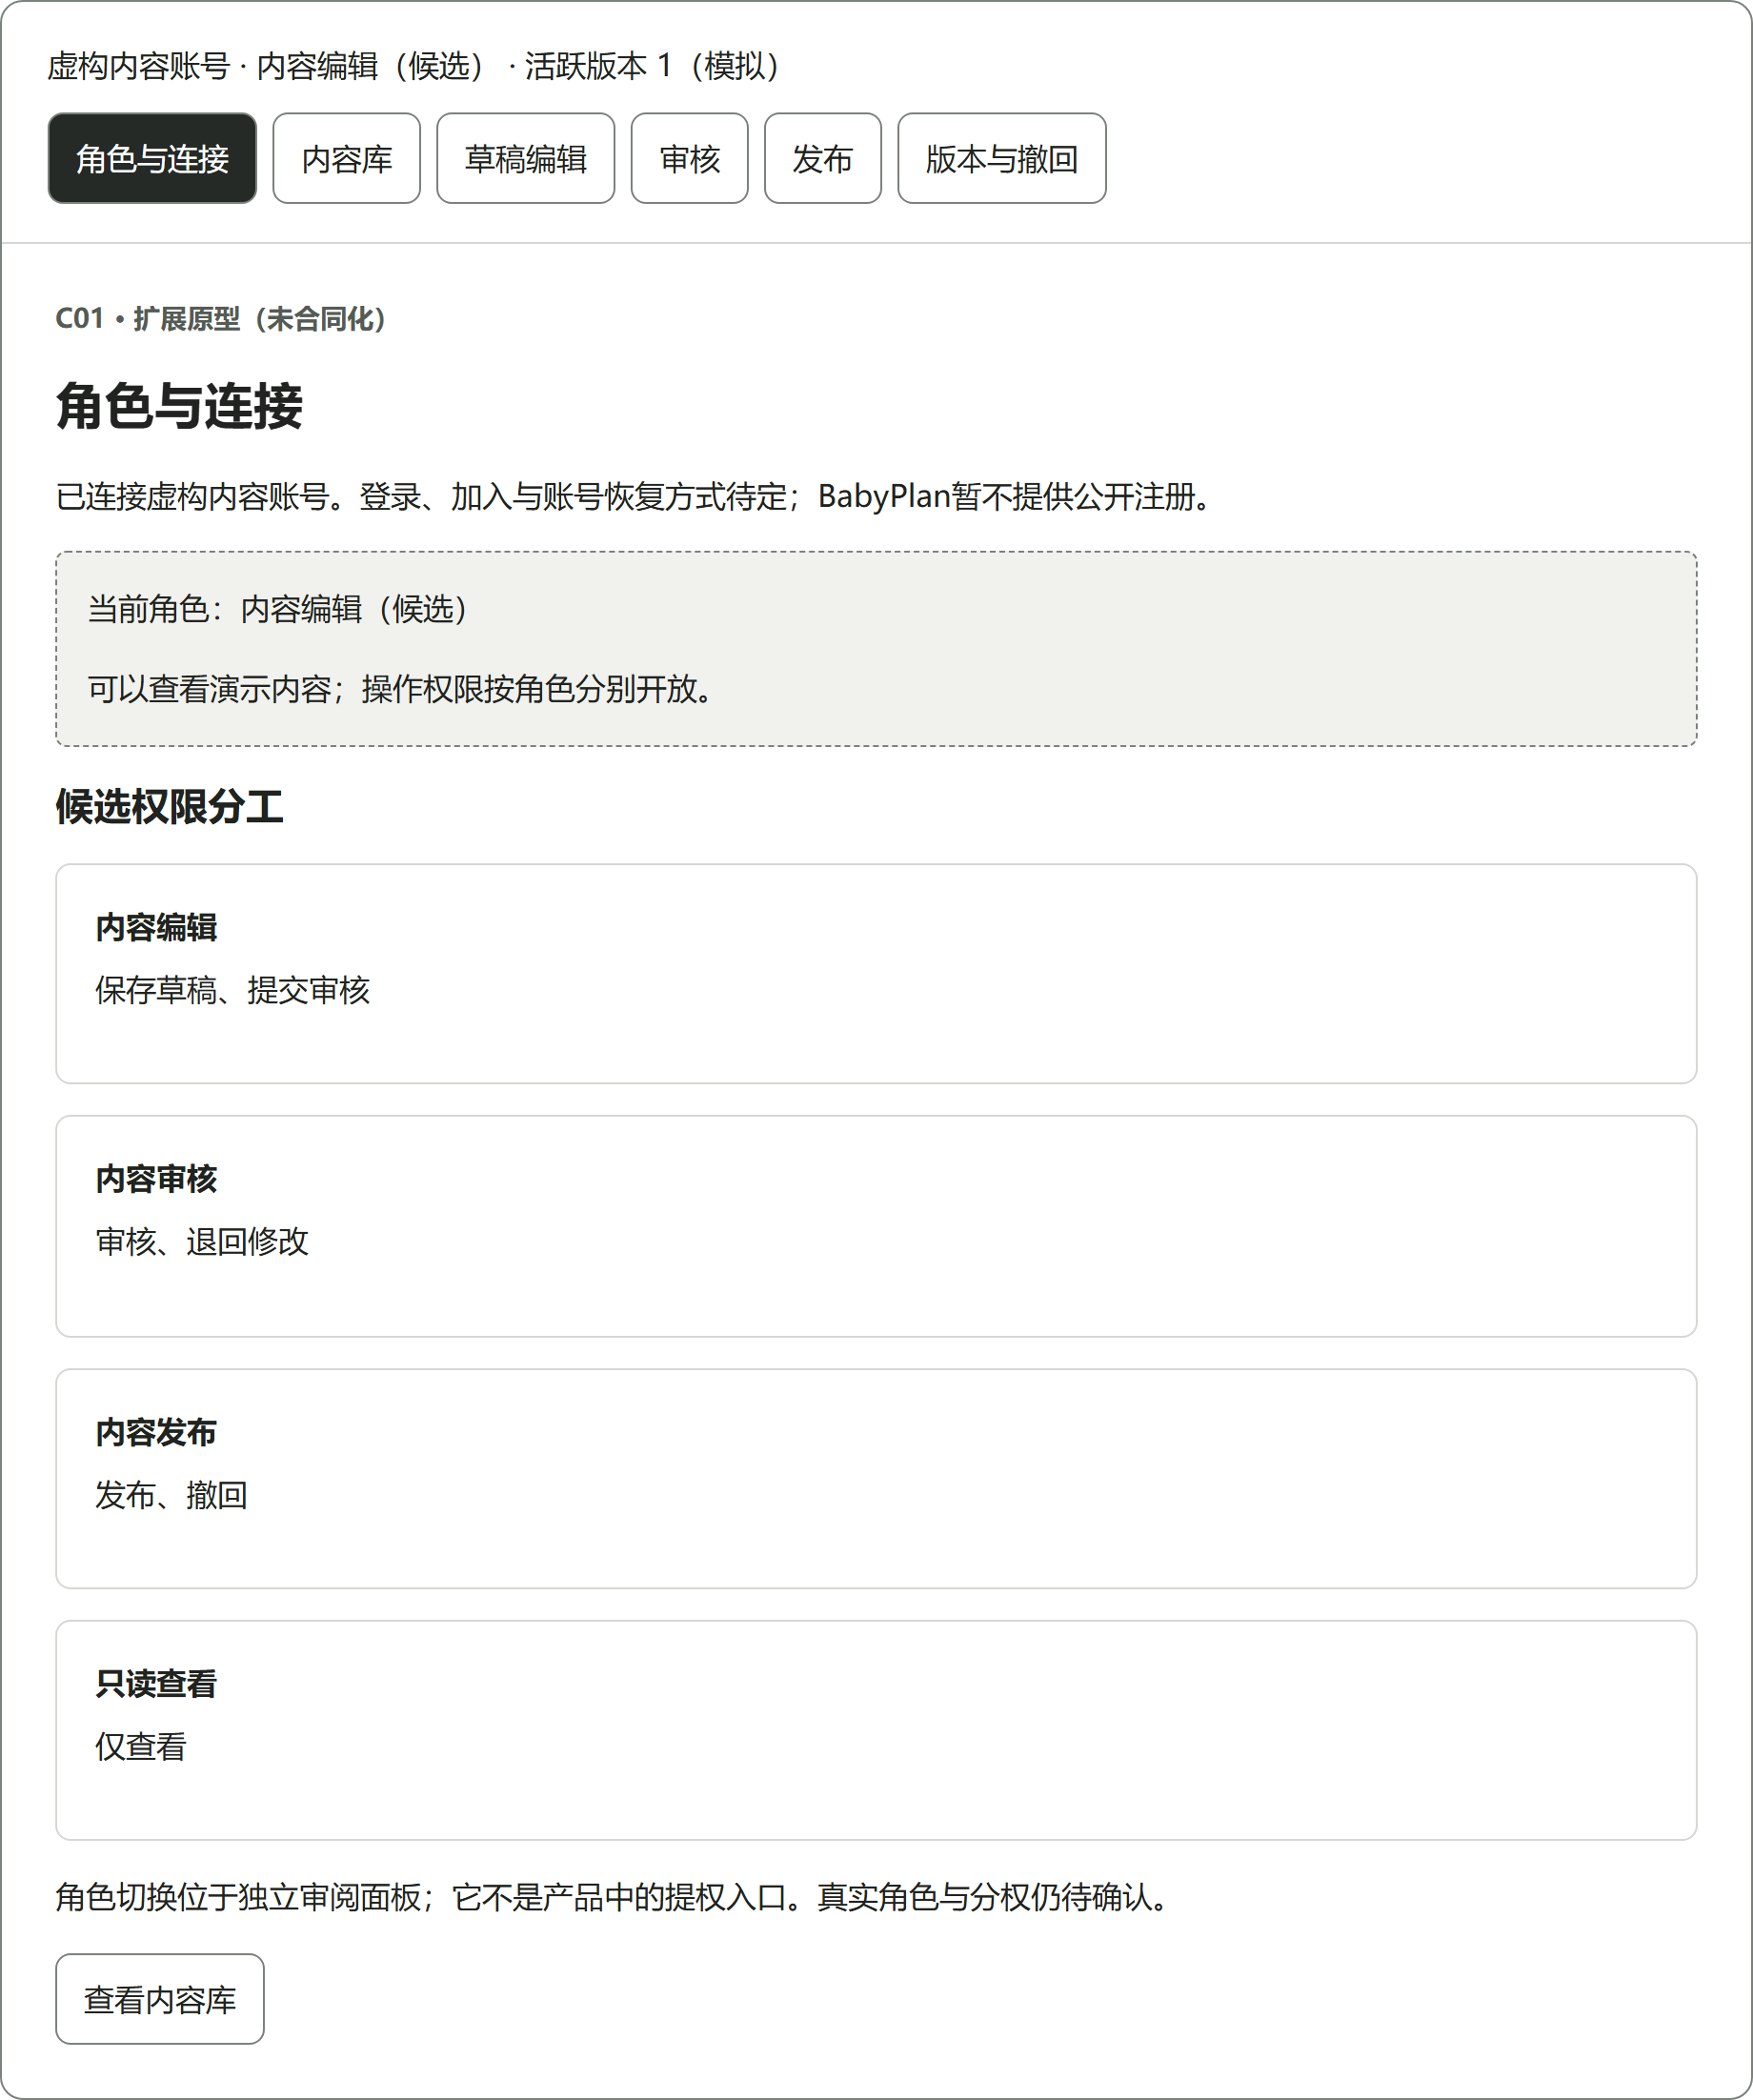 虚构内容账号 · 内容编辑（候选） · 活跃版本 1（模拟）
角色与连接 内容库 草稿编辑 审核 发布 版本与撤回
C01 • 扩展原型（未合同化）
角色与连接
已连接虚构内容账号。登录、加入与账号恢复方式待定；BabyPlan暂不提供公开注册。
当前角色：内容编辑（候选）
可以查看演示内容；操作权限按角色分别开放。
候选权限分工
内容编辑
保存草稿、提交审核
内容审核
审核、退回修改
内容发布
发布、撤回
只读查看
仅查看
角色切换位于独立审阅面板；它不是产品中的提权入口。真实角色与分权仍待确认。
查看内容库